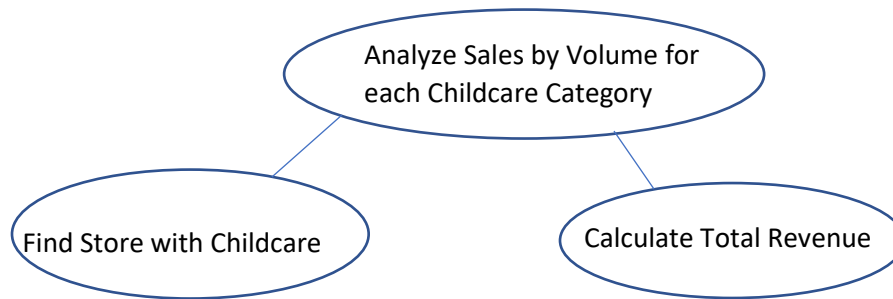 Analyze Sales by Volume for
each Childcare Category
Find Store with Childcare
Calculate Total Revenue